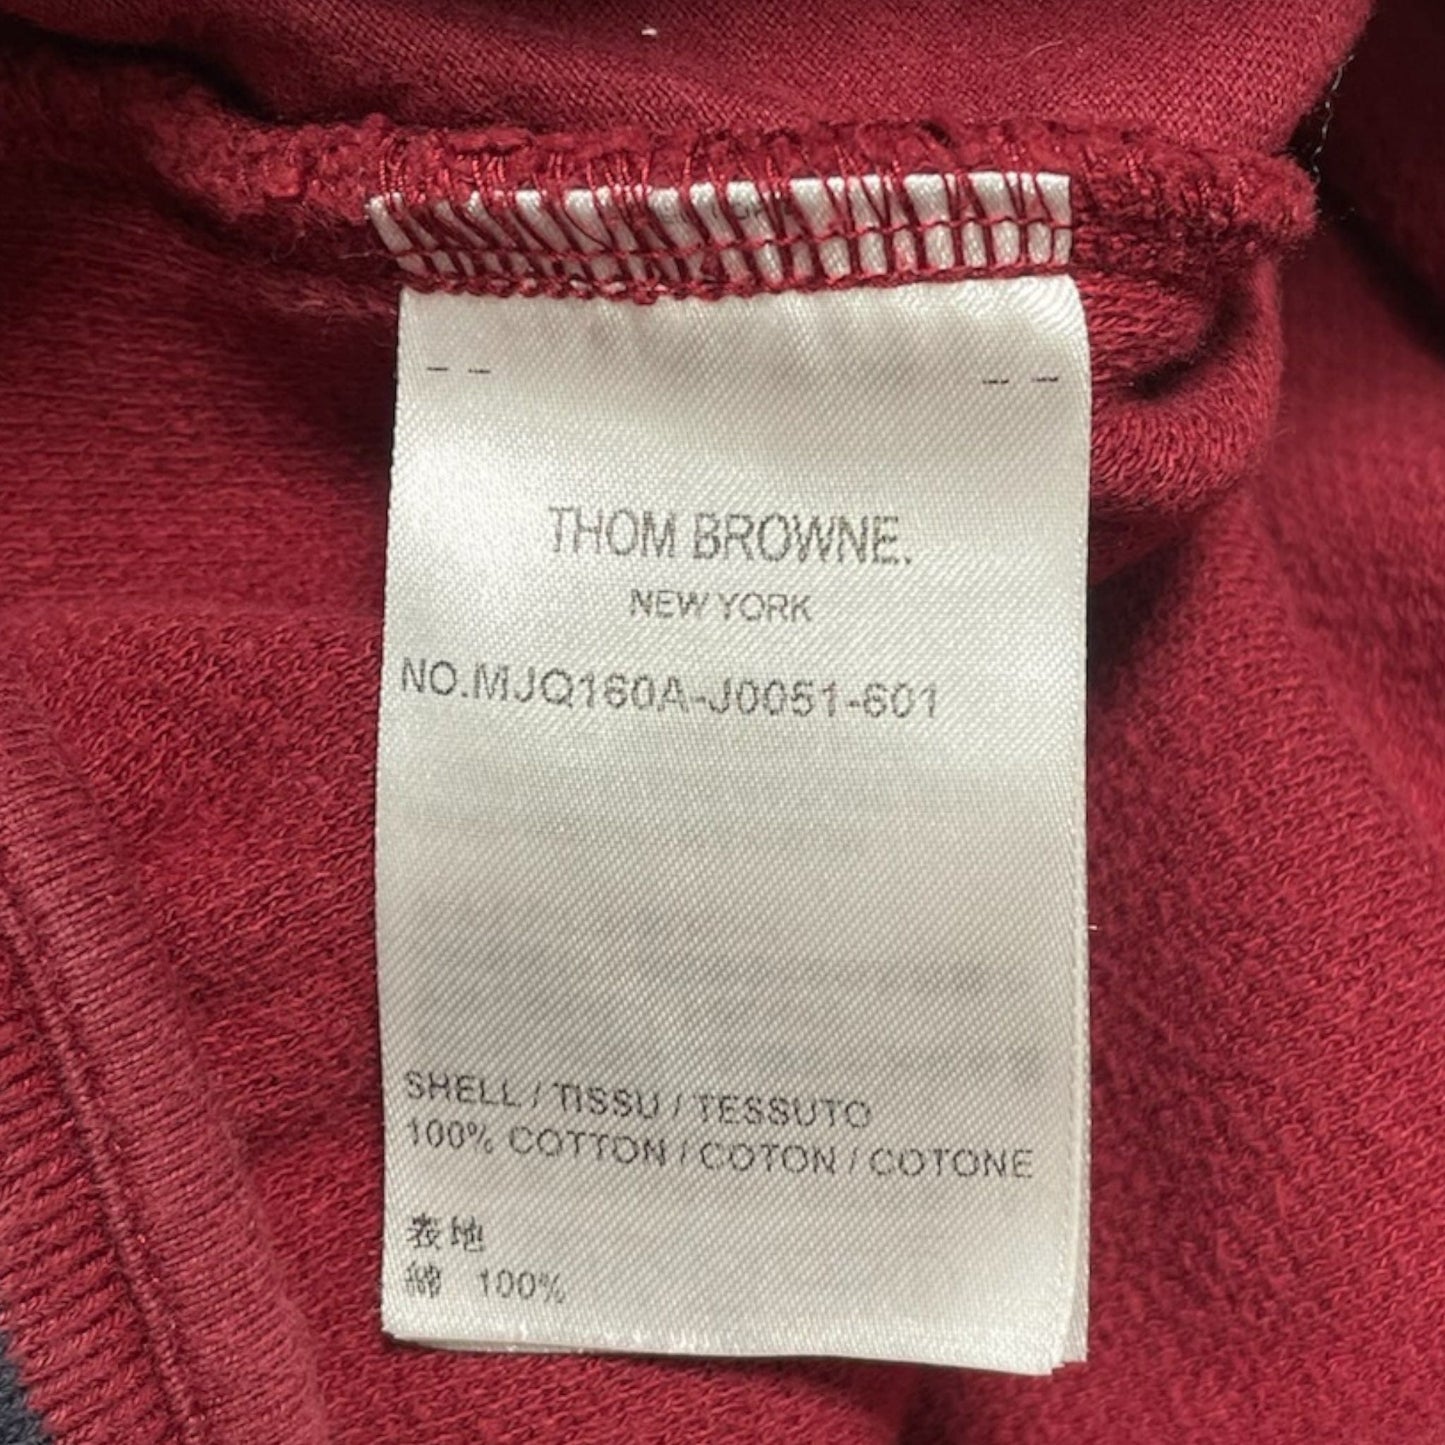 THOM BROWNE.
NEW YORK
NO.MJQ160A-J0051-601
SHELL / TISSU / TESSUTO
100% COTTON / COTON / COTONE
表地
綿 100%